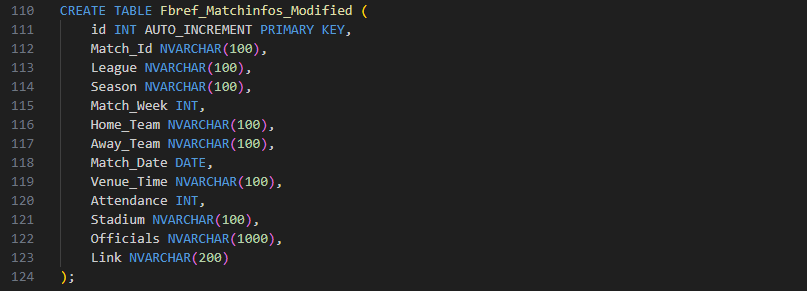 110 CREATE TABLE Fbref_Matchinfos_Modified (
111 id INT AUTO_INCREMENT PRIMARY KEY,
112 Match_Id NVARCHAR(100),
113 League NVARCHAR(100),
114 Season NVARCHAR(100),
115 Match_Week INT,
116 Home_Team NVARCHAR(100),
117 Away_Team NVARCHAR(100),
118 Match_Date DATE,
119 Venue_Time NVARCHAR(100),
120 Attendance INT,
121 Stadium NVARCHAR(100),
122 Officials NVARCHAR(1000),
123 Link NVARCHAR(200)
124 );